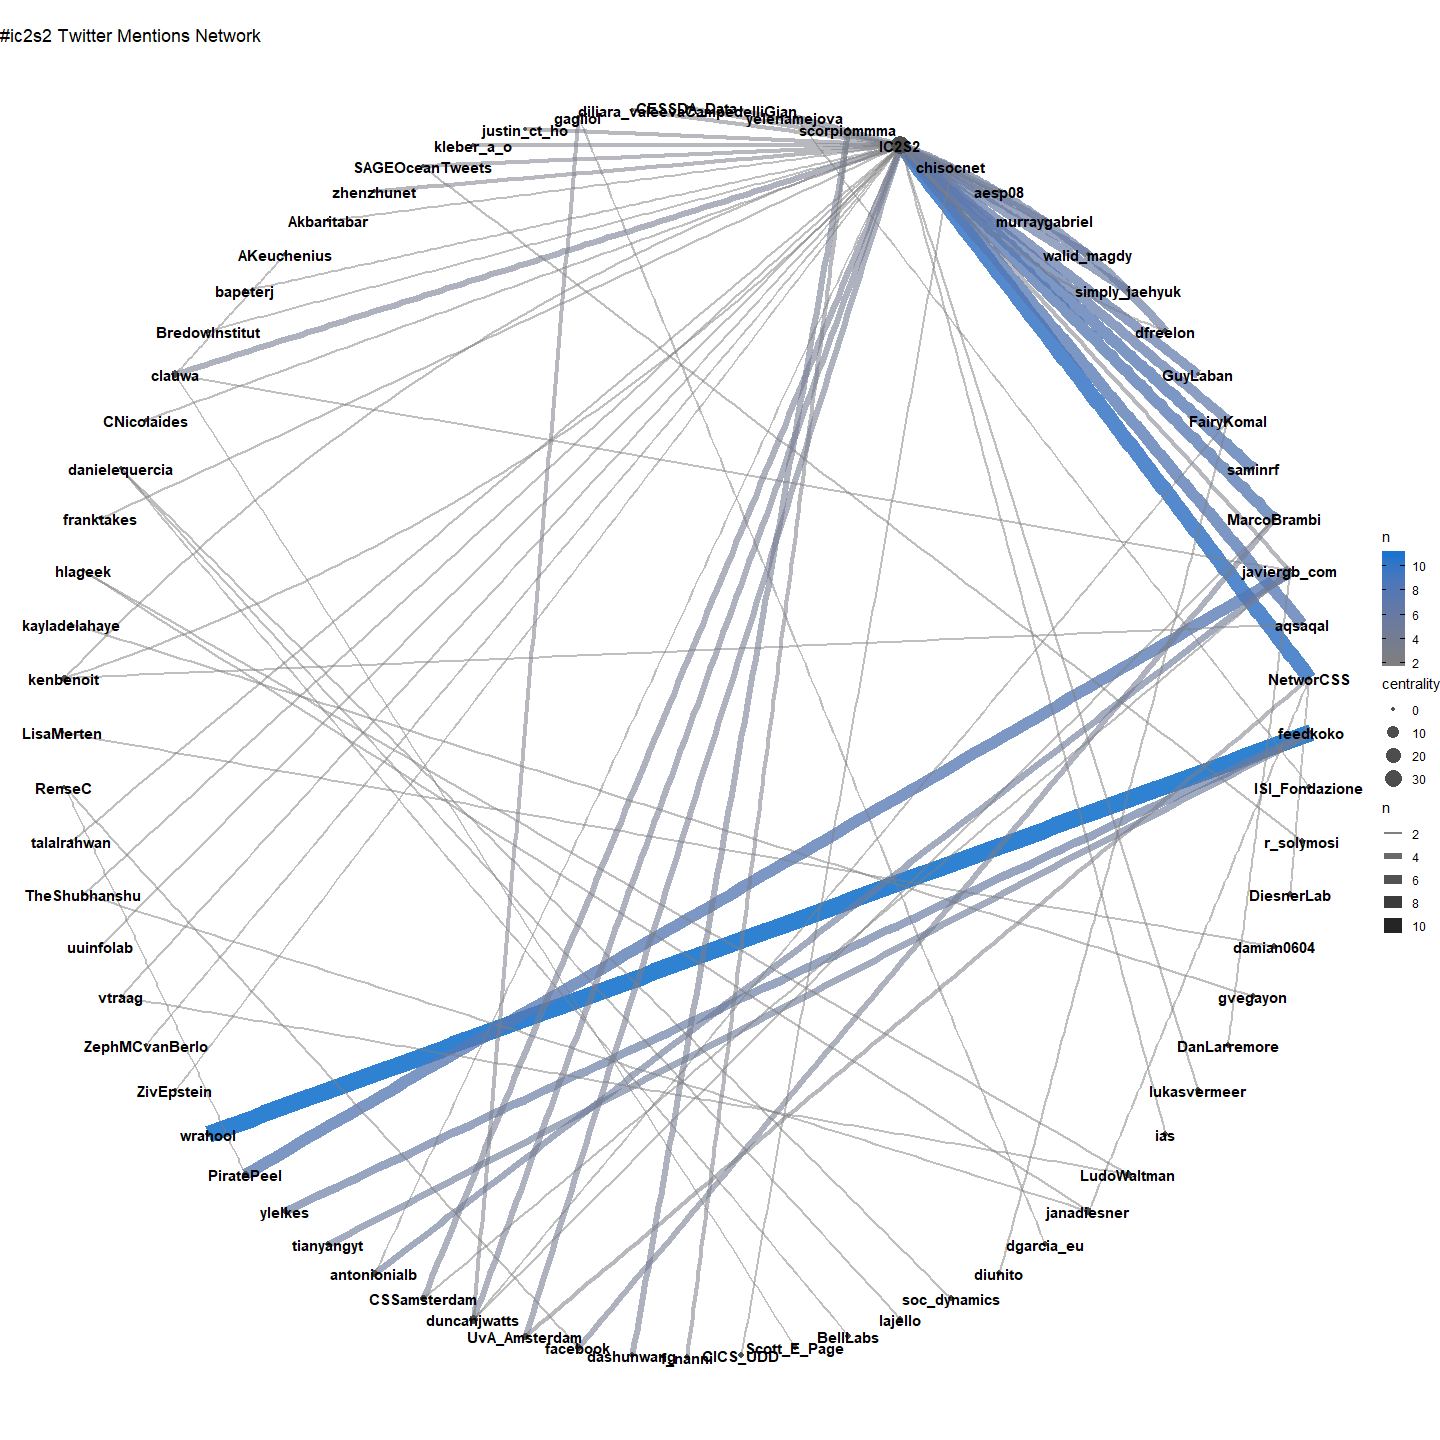 #ic2s2 Twitter Mentions Network
CESSDA_Data
diliara_valeeva
CampedelliGian
gagliol
yelenamejova
justin_ct_ho
scorpiommma
kleber_a_o
IC2S2
SAGEOceanTweets
chisocnet
zhenzhunet
aesp08
Akbaritabar
murraygabriel
AKeuchenius
walid_magdy
bapeterj
simply_jaehyuk
BredowInstitut
dfreelon
clauwa
GuyLaban
CNicolaides
FairyKomal
danielequercia
saminrf
franktakes
MarcoBrambi
hlageek
javiergb_com
kayladelahaye
aqsaqal
kenbenoit
NetworCSS
LisaMerten
feedkoko
RenseC
ISI_Fondazione
talalrahwan
r_solymosi
TheShubhanshu
DiesnerLab
uuinfolab
damian0604
vtraag
gvegayon
ZephMCvanBerlo
DanLarremore
ZivEpstein
lukasvermeer
wrahool
ias
PiratePeel
LudoWaltman
ylelkes
janadiesner
tianyangyt
dgarcia_eu
antonionialb
diunito
CSSamsterdam
soc_dynamics
duncanjwatts
lajello
UvA_Amsterdam
BellLabs
facebook
Scott_E_Page
dashunwang
f_nanni
CICS_UDD
n
10
8
6
4
2
centrality
0
10
20
30
n
2
4
6
8
10